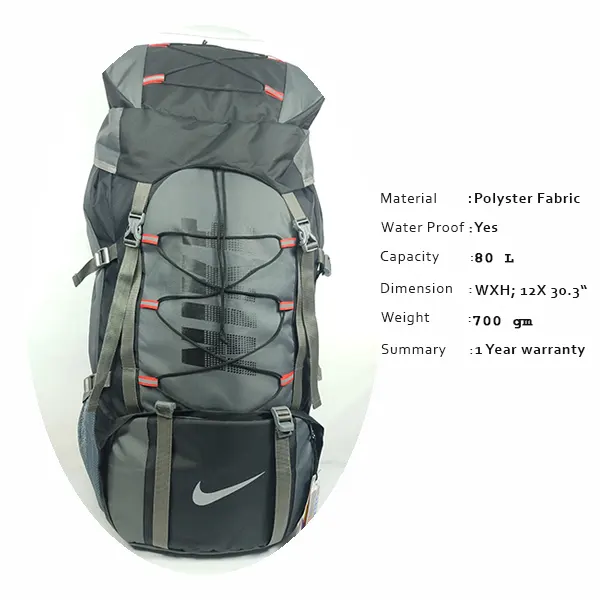 Material :Polyster Fabric
Water Proof :Yes
Capacity :80 L
Dimension : WXH; 12X 30.3“
Weight :700 gm
Summary :1 Year warranty